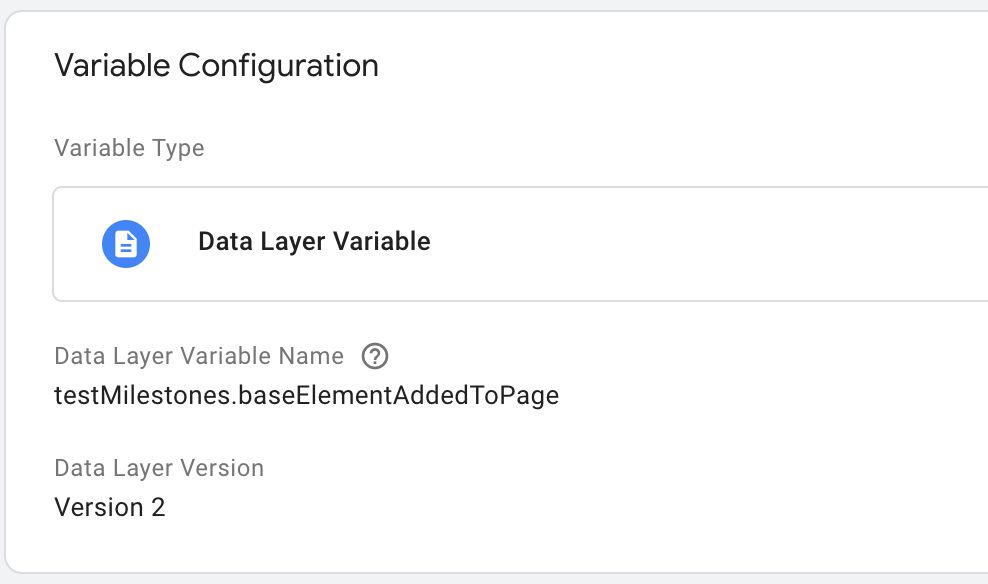 Variable Configuration
Variable Type
Data Layer Variable
Data Layer Variable Name
testMilestones.baseElementAddedToPage
Data Layer Version
Version 2